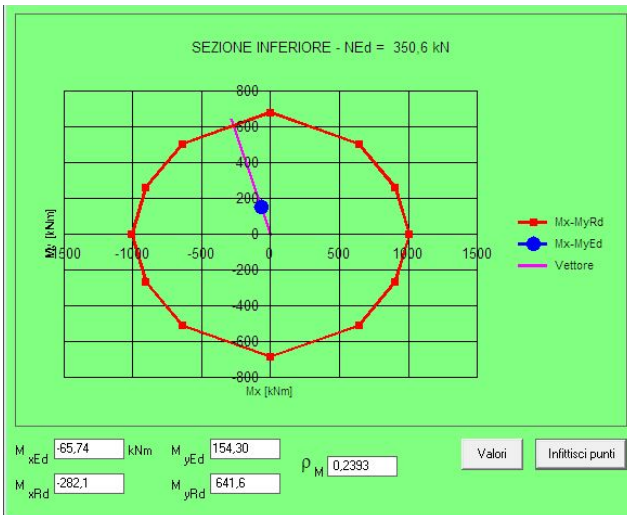 SEZIONE INFERIORE - NEd = 350,6 kN
800
600
400
200
0
-200
-400
-600
-800
-1500 -1000 -500 0 500 1000 1500
[kNm]
Mx [kNm]
Mx-MyRd
Mx-MyEd
Vettore
M xEd -65,74 kNm M yEd 154,30
ρ M 0,2393
M xRd -282,1 M yRd 641,6
Valori Infittisci punti